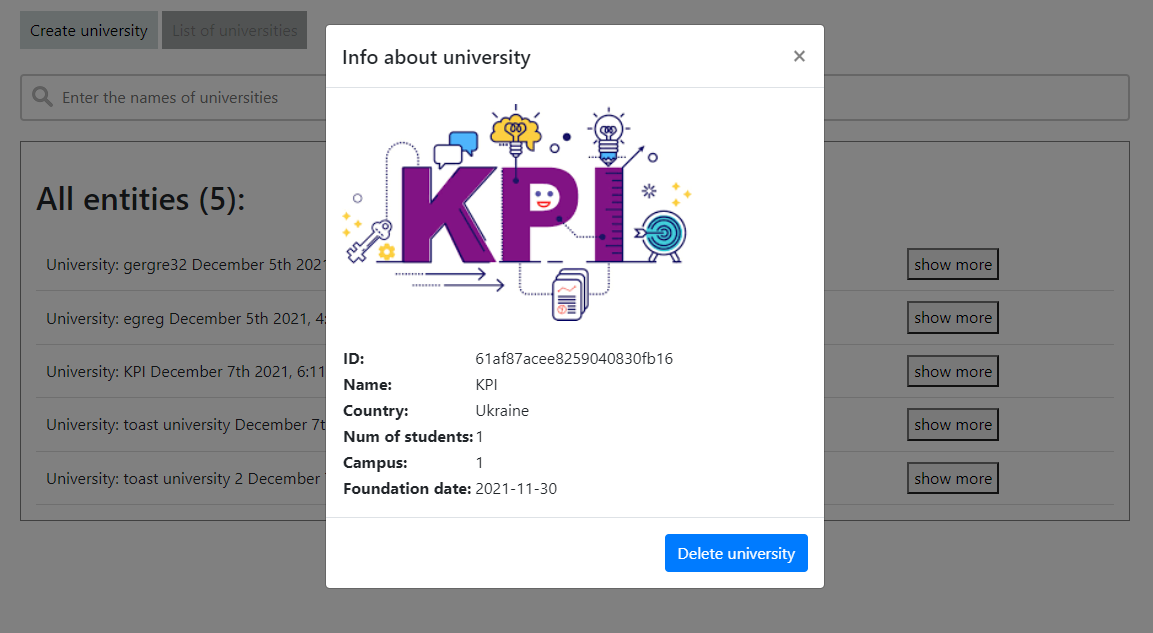 Create university
List of universities
Enter the names of universities
All entities (5):
University: gergre32 December 5th 2021
show more
University: egreg December 5th 2021, 4:
show more
University: KPI December 7th 2021, 6:11
show more
University: toast university December 7t
show more
University: toast university 2 December
show more
Info about university
×
KPI
ID: 61af87acee8259040830fb16
Name: KPI
Country: Ukraine
Num of students: 1
Campus: 1
Foundation date: 2021-11-30
Delete university